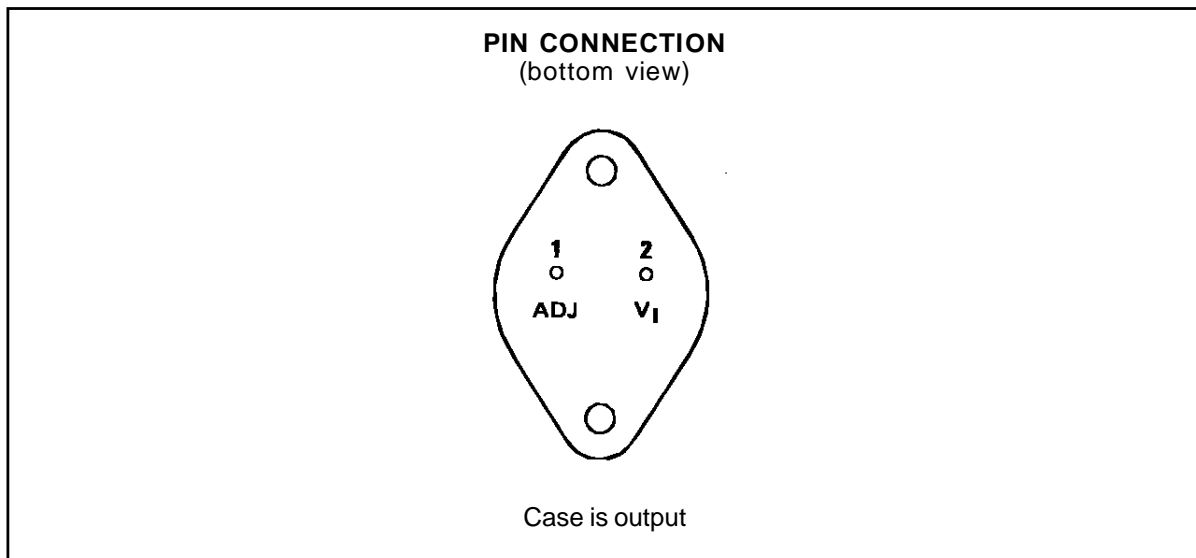 PIN CONNECTION
(bottom view)
1 2
ADJ VI
Case is output